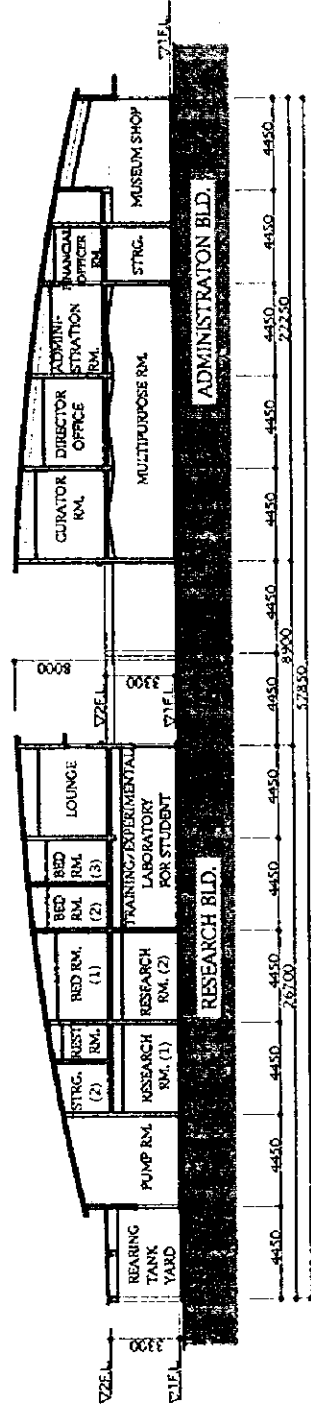 CURATOR
RM.
DIRECTOR
OFFICE
ADMINI-
STRATION
RM.
FINANCIAL
OFFICER
RM.
STRG.
(2)
REST
RM.
BED RM.
(1)
BED
RM.
(2)
BED
RM.
(3)
LOUNGE
8000
▽2F.L
▽2F.L
3300
REARING
TANK
YARD
PUMP RM.
RESEARCH
RM. (1)
RESEARCH
RM. (2)
TRAINING/EXPERIMENTAL
LABORATORY
FOR STUDENT
3300
MULTIPURPOSE RM.
STRG.
MUSEUM SHOP
▽1F.L
▽1F.L
▽1F.L
RESEARCH BLD.
ADMINISTRATON BLD.
4450 4450 4450 4450 4450 4450 4450 4450 4450 4450 4450 4450 4450
26700 8900 22250
57850